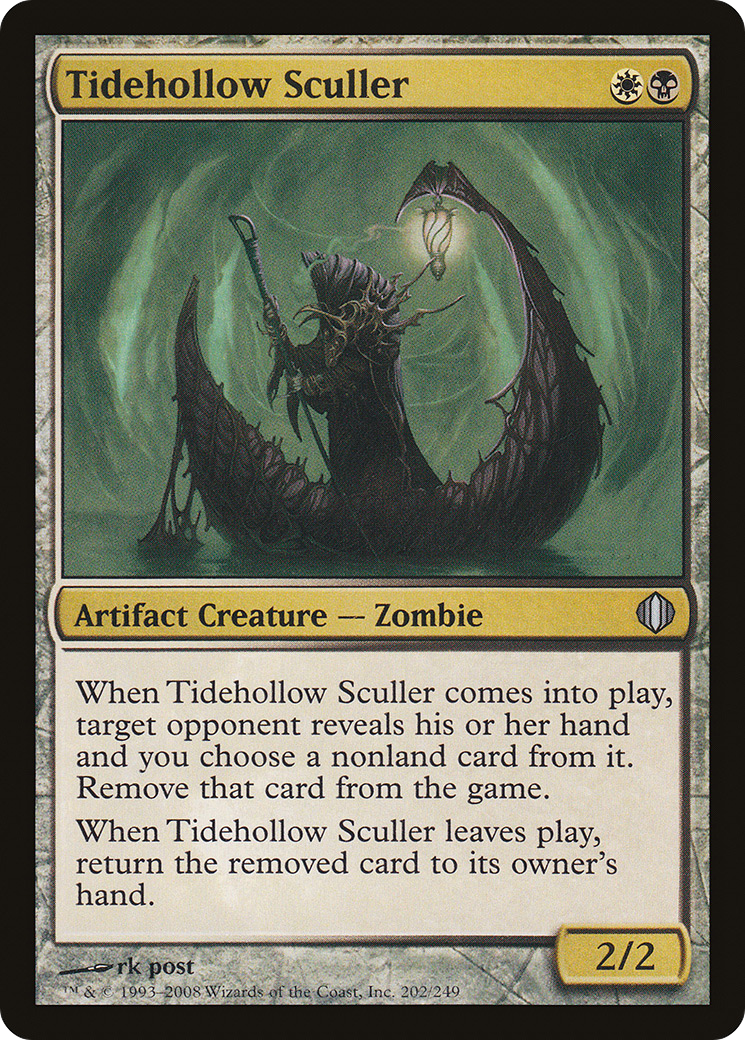 Tidehollow Sculler
Artifact Creature — Zombie
When Tidehollow Sculler comes into play,
target opponent reveals his or her hand
and you choose a nonland card from it.
Remove that card from the game.
When Tidehollow Sculler leaves play,
return the removed card to its owner's
hand.
2/2
rk post
™ & © 1993–2008 Wizards of the Coast, Inc. 202/249